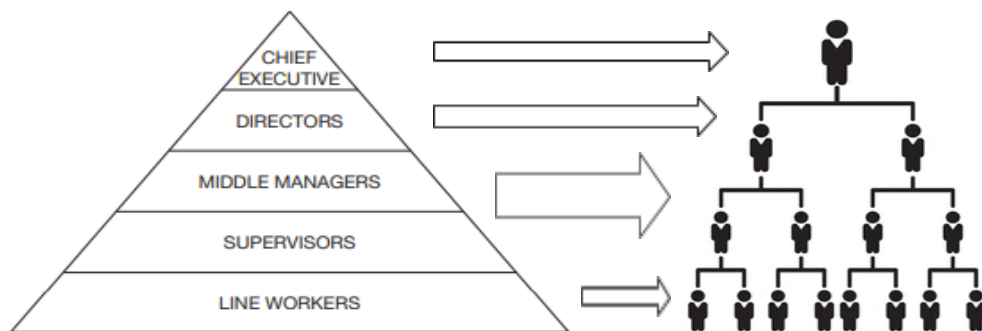 CHIEF
EXECUTIVE
DIRECTORS
MIDDLE MANAGERS
SUPERVISORS
LINE WORKERS